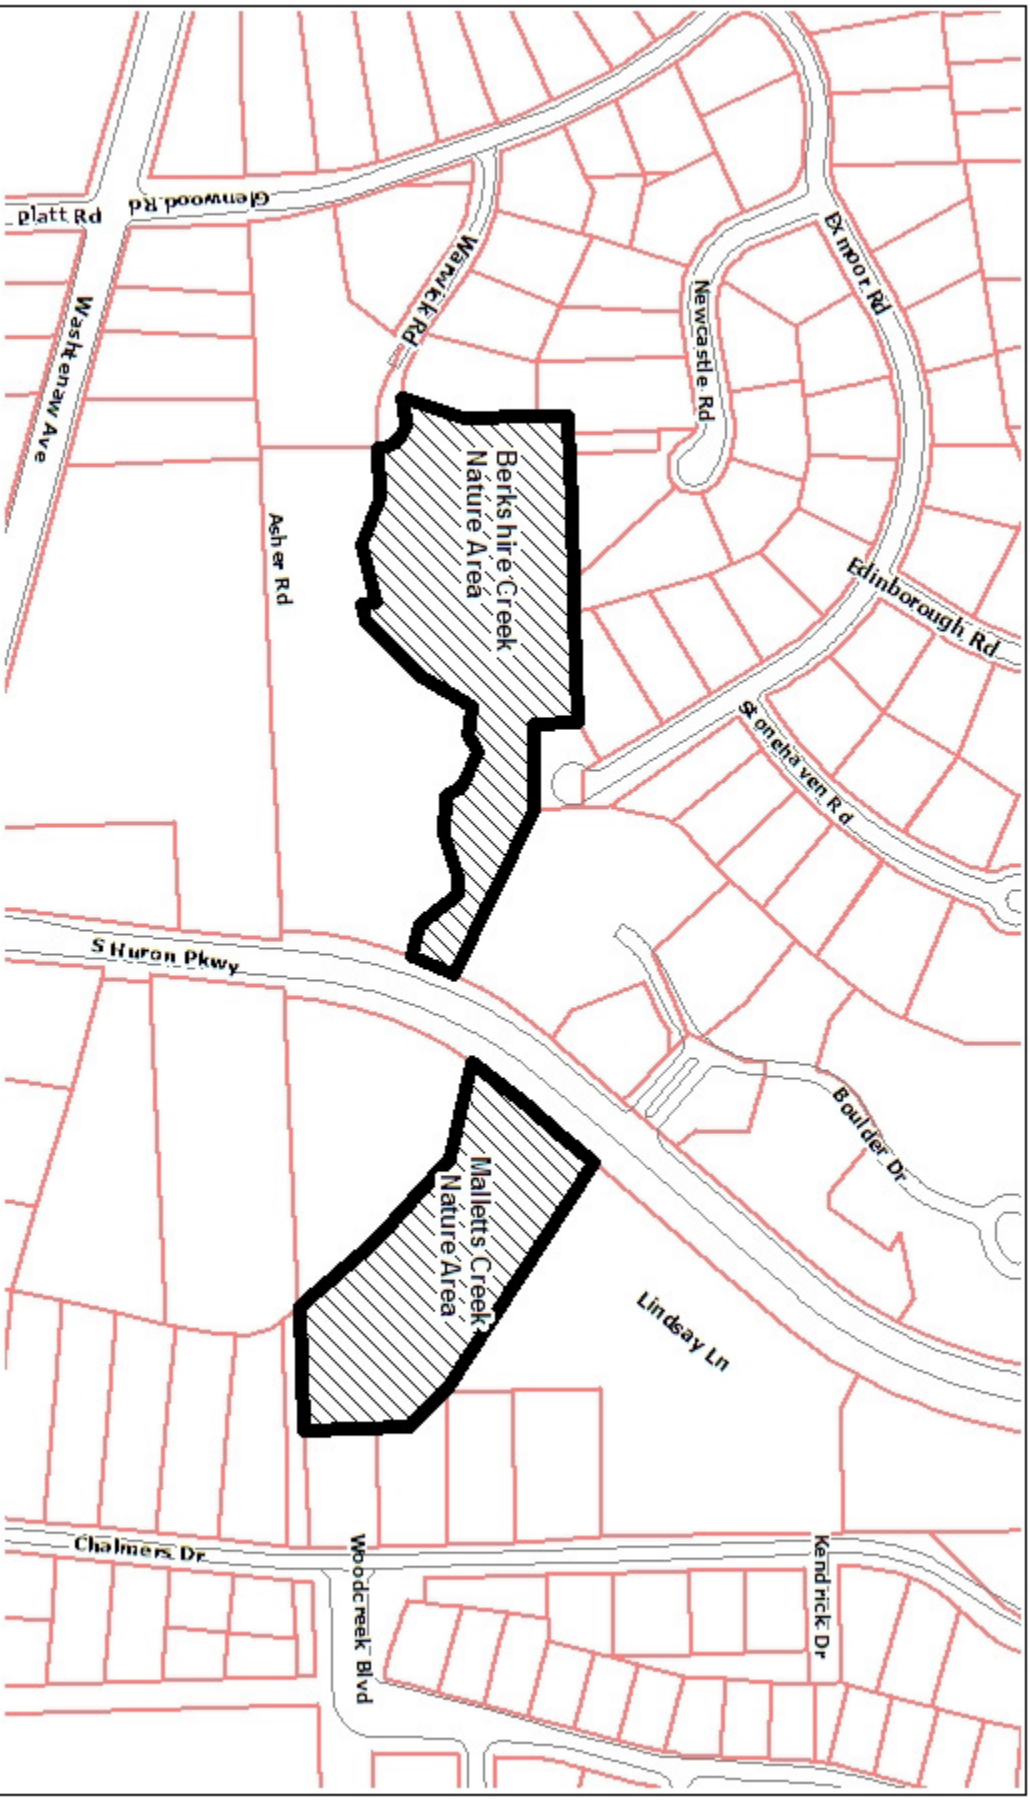 Platt Rd
Glenwood Rd
Washtenaw Ave
Warwick Rd
Newcastle Rd
Exmoor Rd
Berkshire Creek
Nature Area
Asher Rd
Edinborough Rd
Stonehaven Rd
S Huron Pkwy
Boulder Dr
Malletts Creek
Nature Area
Lindsay Ln
Chalmers Dr
Woodcreek Blvd
Kendrick Dr